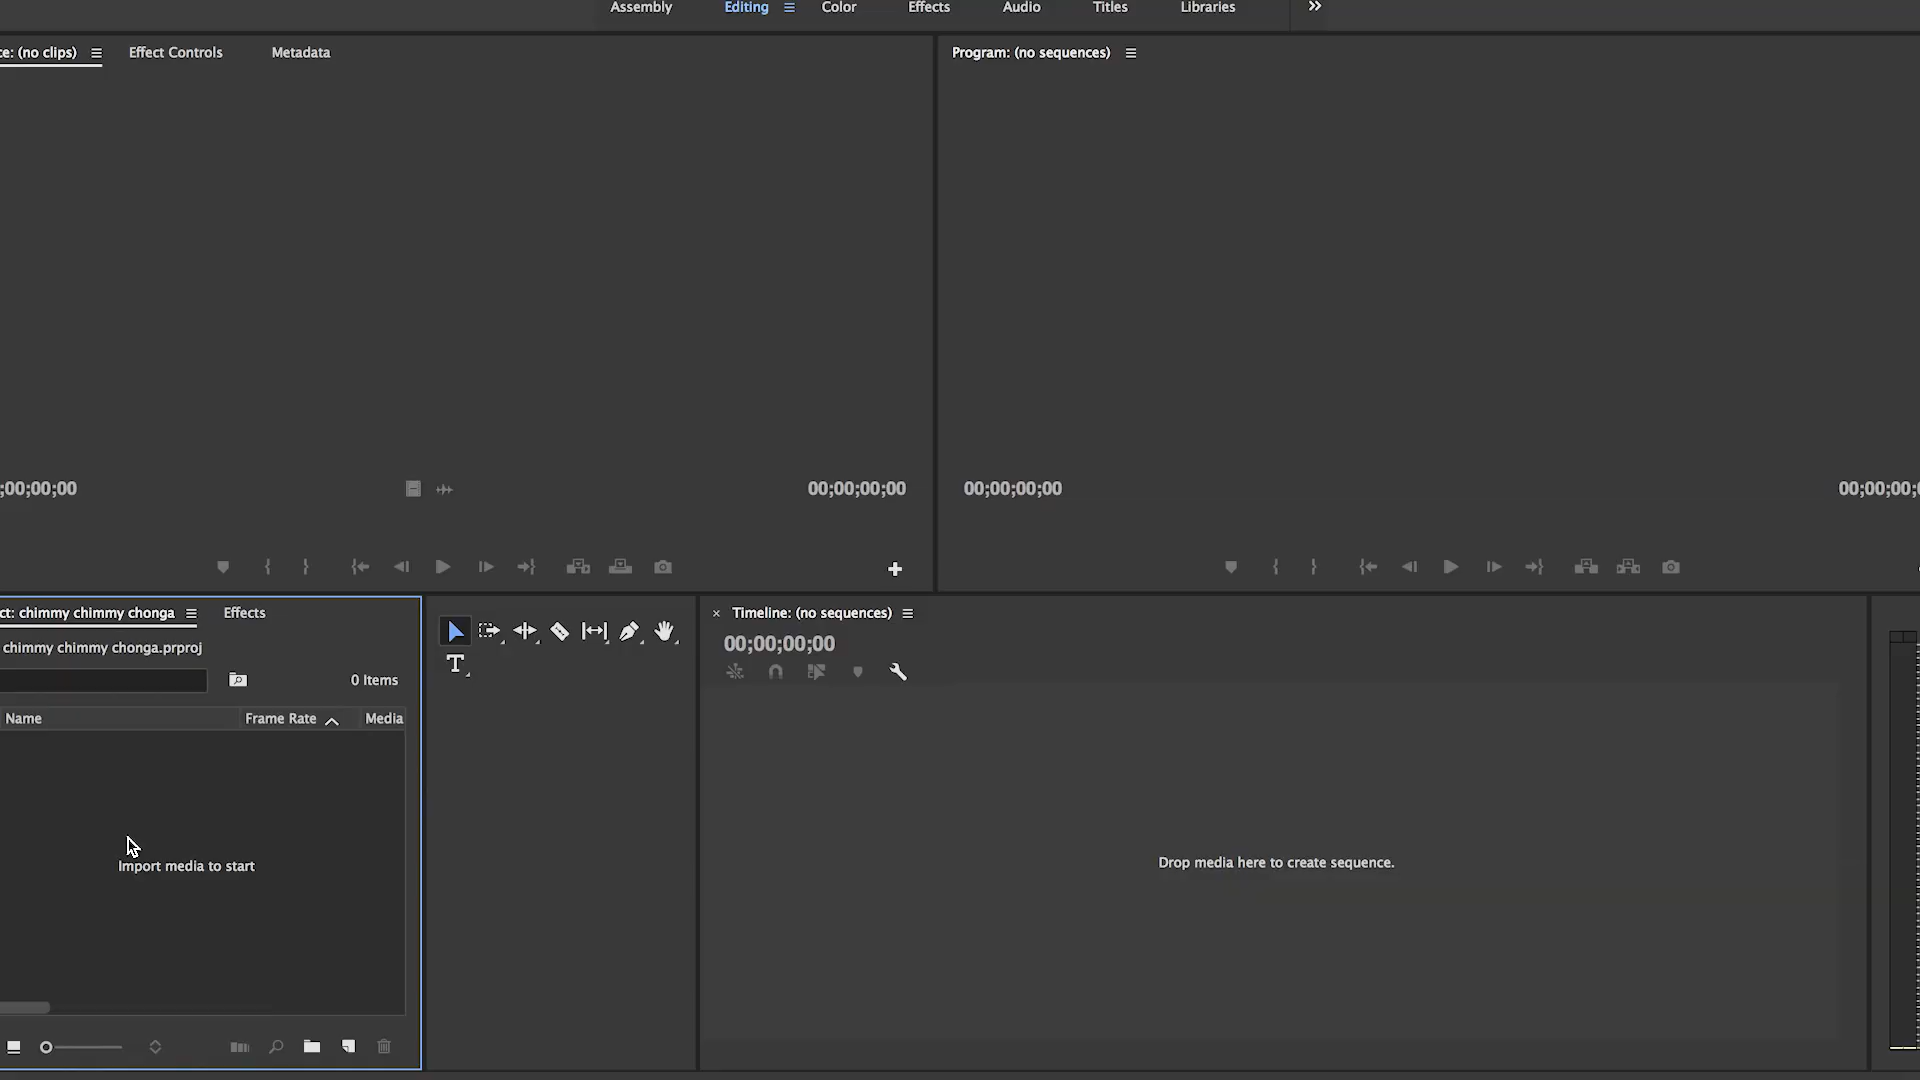 Assembly Editing Color Effects Audio Titles Libraries
ce: (no clips) Effect Controls Metadata
Program: (no sequences)
;00;00;00 00;00;00;00
00;00;00;00 00;00;00;
ct: chimmy chimmy chonga Effects
chimmy chimmy chonga.prproj
0 Items
Name Frame Rate Media
Import media to start
Timeline: (no sequences)
00;00;00;00
Drop media here to create sequence.